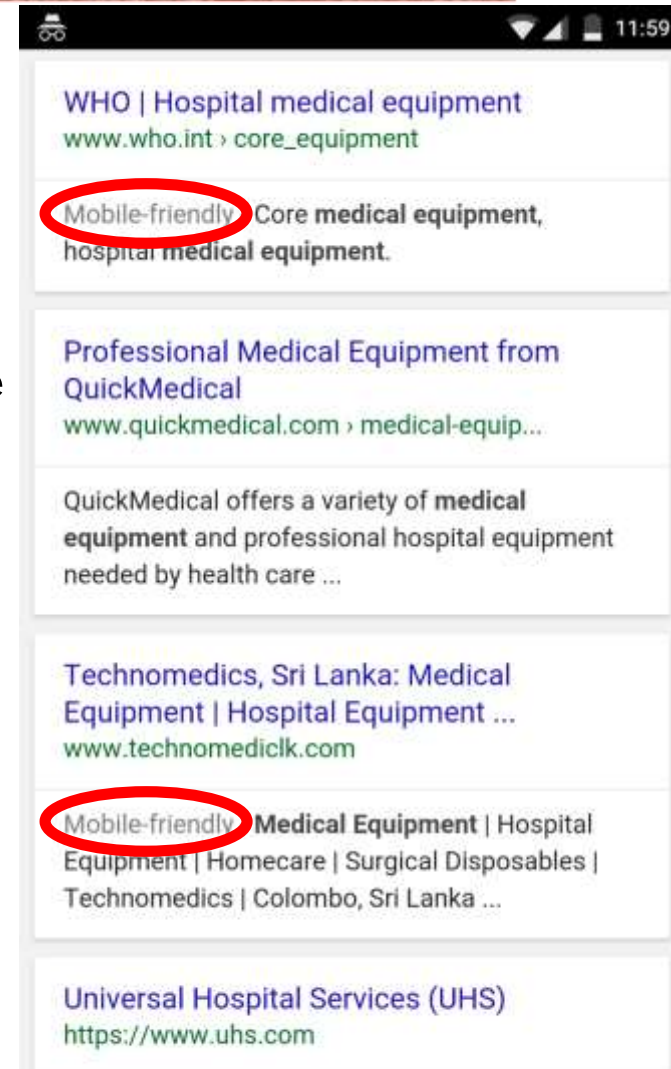 11:59
WHO | Hospital medical equipment
www.who.int › core_equipment
Mobile-friendly Core medical equipment,
hospital medical equipment.
e
Professional Medical Equipment from
QuickMedical
www.quickmedical.com › medical-equip...
QuickMedical offers a variety of medical
equipment and professional hospital equipment
needed by health care ...
Technomedics, Sri Lanka: Medical
Equipment | Hospital Equipment ...
www.technomediclk.com
Mobile-friendly Medical Equipment | Hospital
Equipment | Homecare | Surgical Disposables |
Technomedics | Colombo, Sri Lanka ...
Universal Hospital Services (UHS)
https://www.uhs.com